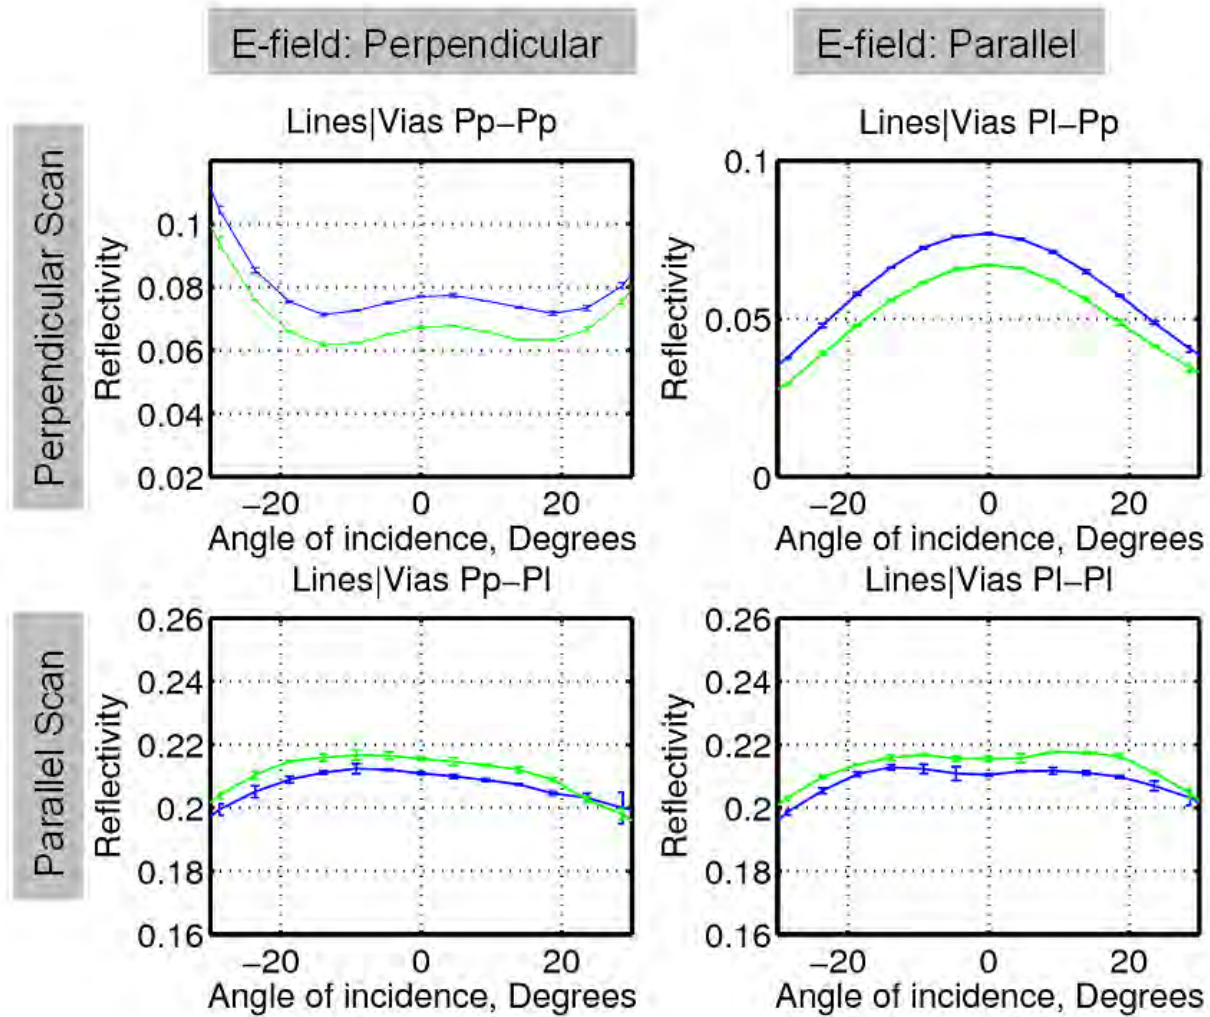 E-field: Perpendicular
E-field: Parallel
Perpendicular Scan
Lines|Vias Pp−Pp
0.1
0.08
0.06
0.04
0.02
Reflectivity
−20
0
20
Angle of incidence, Degrees
Lines|Vias Pl−Pp
0.1
0.05
0
Reflectivity
−20
0
20
Angle of incidence, Degrees
Parallel Scan
Lines|Vias Pp−Pl
0.26
0.24
0.22
0.2
0.18
0.16
Reflectivity
−20
0
20
Angle of incidence, Degrees
Lines|Vias Pl−Pl
0.26
0.24
0.22
0.2
0.18
0.16
Reflectivity
−20
0
20
Angle of incidence, Degrees